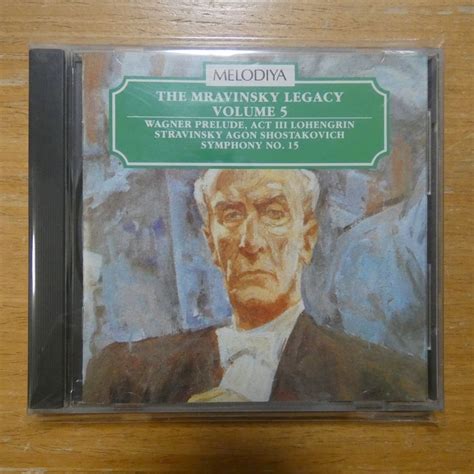 MELODIYA
THE MRAVINSKY LEGACY
VOLUME 5
WAGNER PRELUDE, ACT III LOHENGRIN
STRAVINSKY AGON SHOSTAKOVICH
SYMPHONY NO. 15